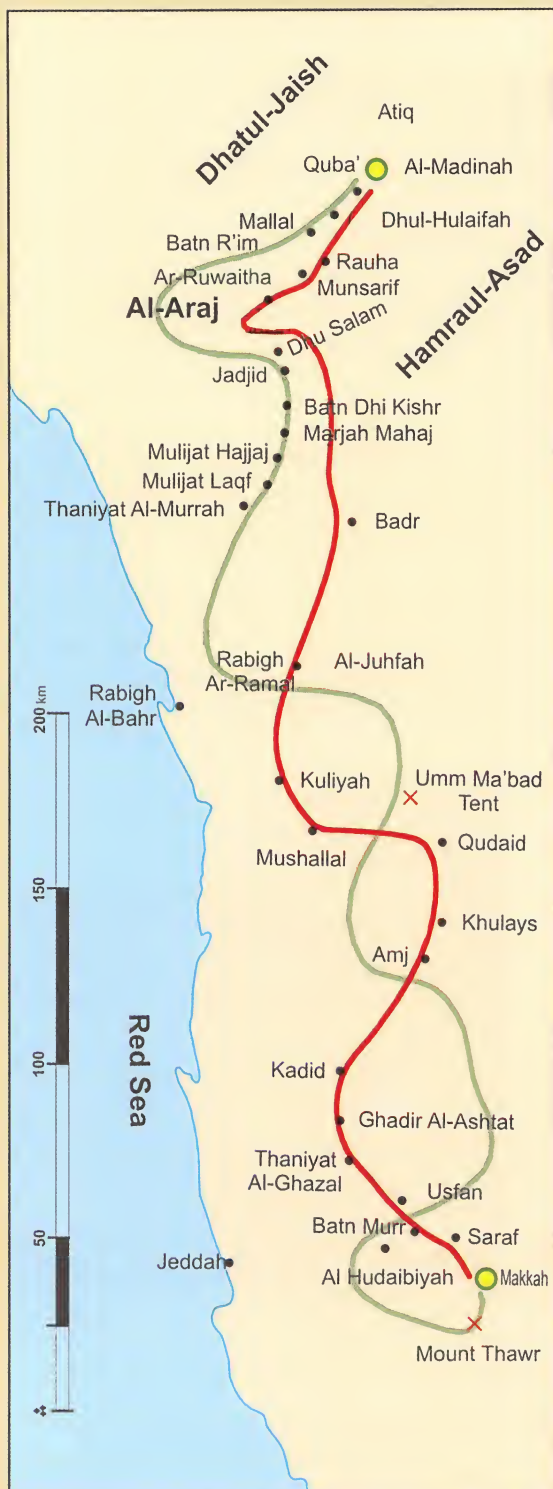 Dhatul-Jaish
Atiq
Quba'
Al-Madinah
Mallal
Dhul-Hulaifah
Batn R'im
Rauha
Ar-Ruwaitha
Munsarif
Al-Araj
Hamraul-Asad
Dhu Salam
Jadjid
Batn Dhi Kishr
Marjah Mahaj
Mulijat Hajjaj
Mulijat Laqf
Thaniyat Al-Murrah
Badr
Rabigh
Ar-Ramal
Al-Juhfah
Rabigh
Al-Bahr
200 km
Kuliyah
Umm Ma'bad
Tent
Mushallal
Qudaid
150
Khulays
Amj
Red Sea
100
Kadid
Ghadir Al-Ashtat
Thaniyat
Al-Ghazal
Usfan
50
Batn Murr
Saraf
Jeddah
Al Hudaibiyah
Makkah
Mount Thawr